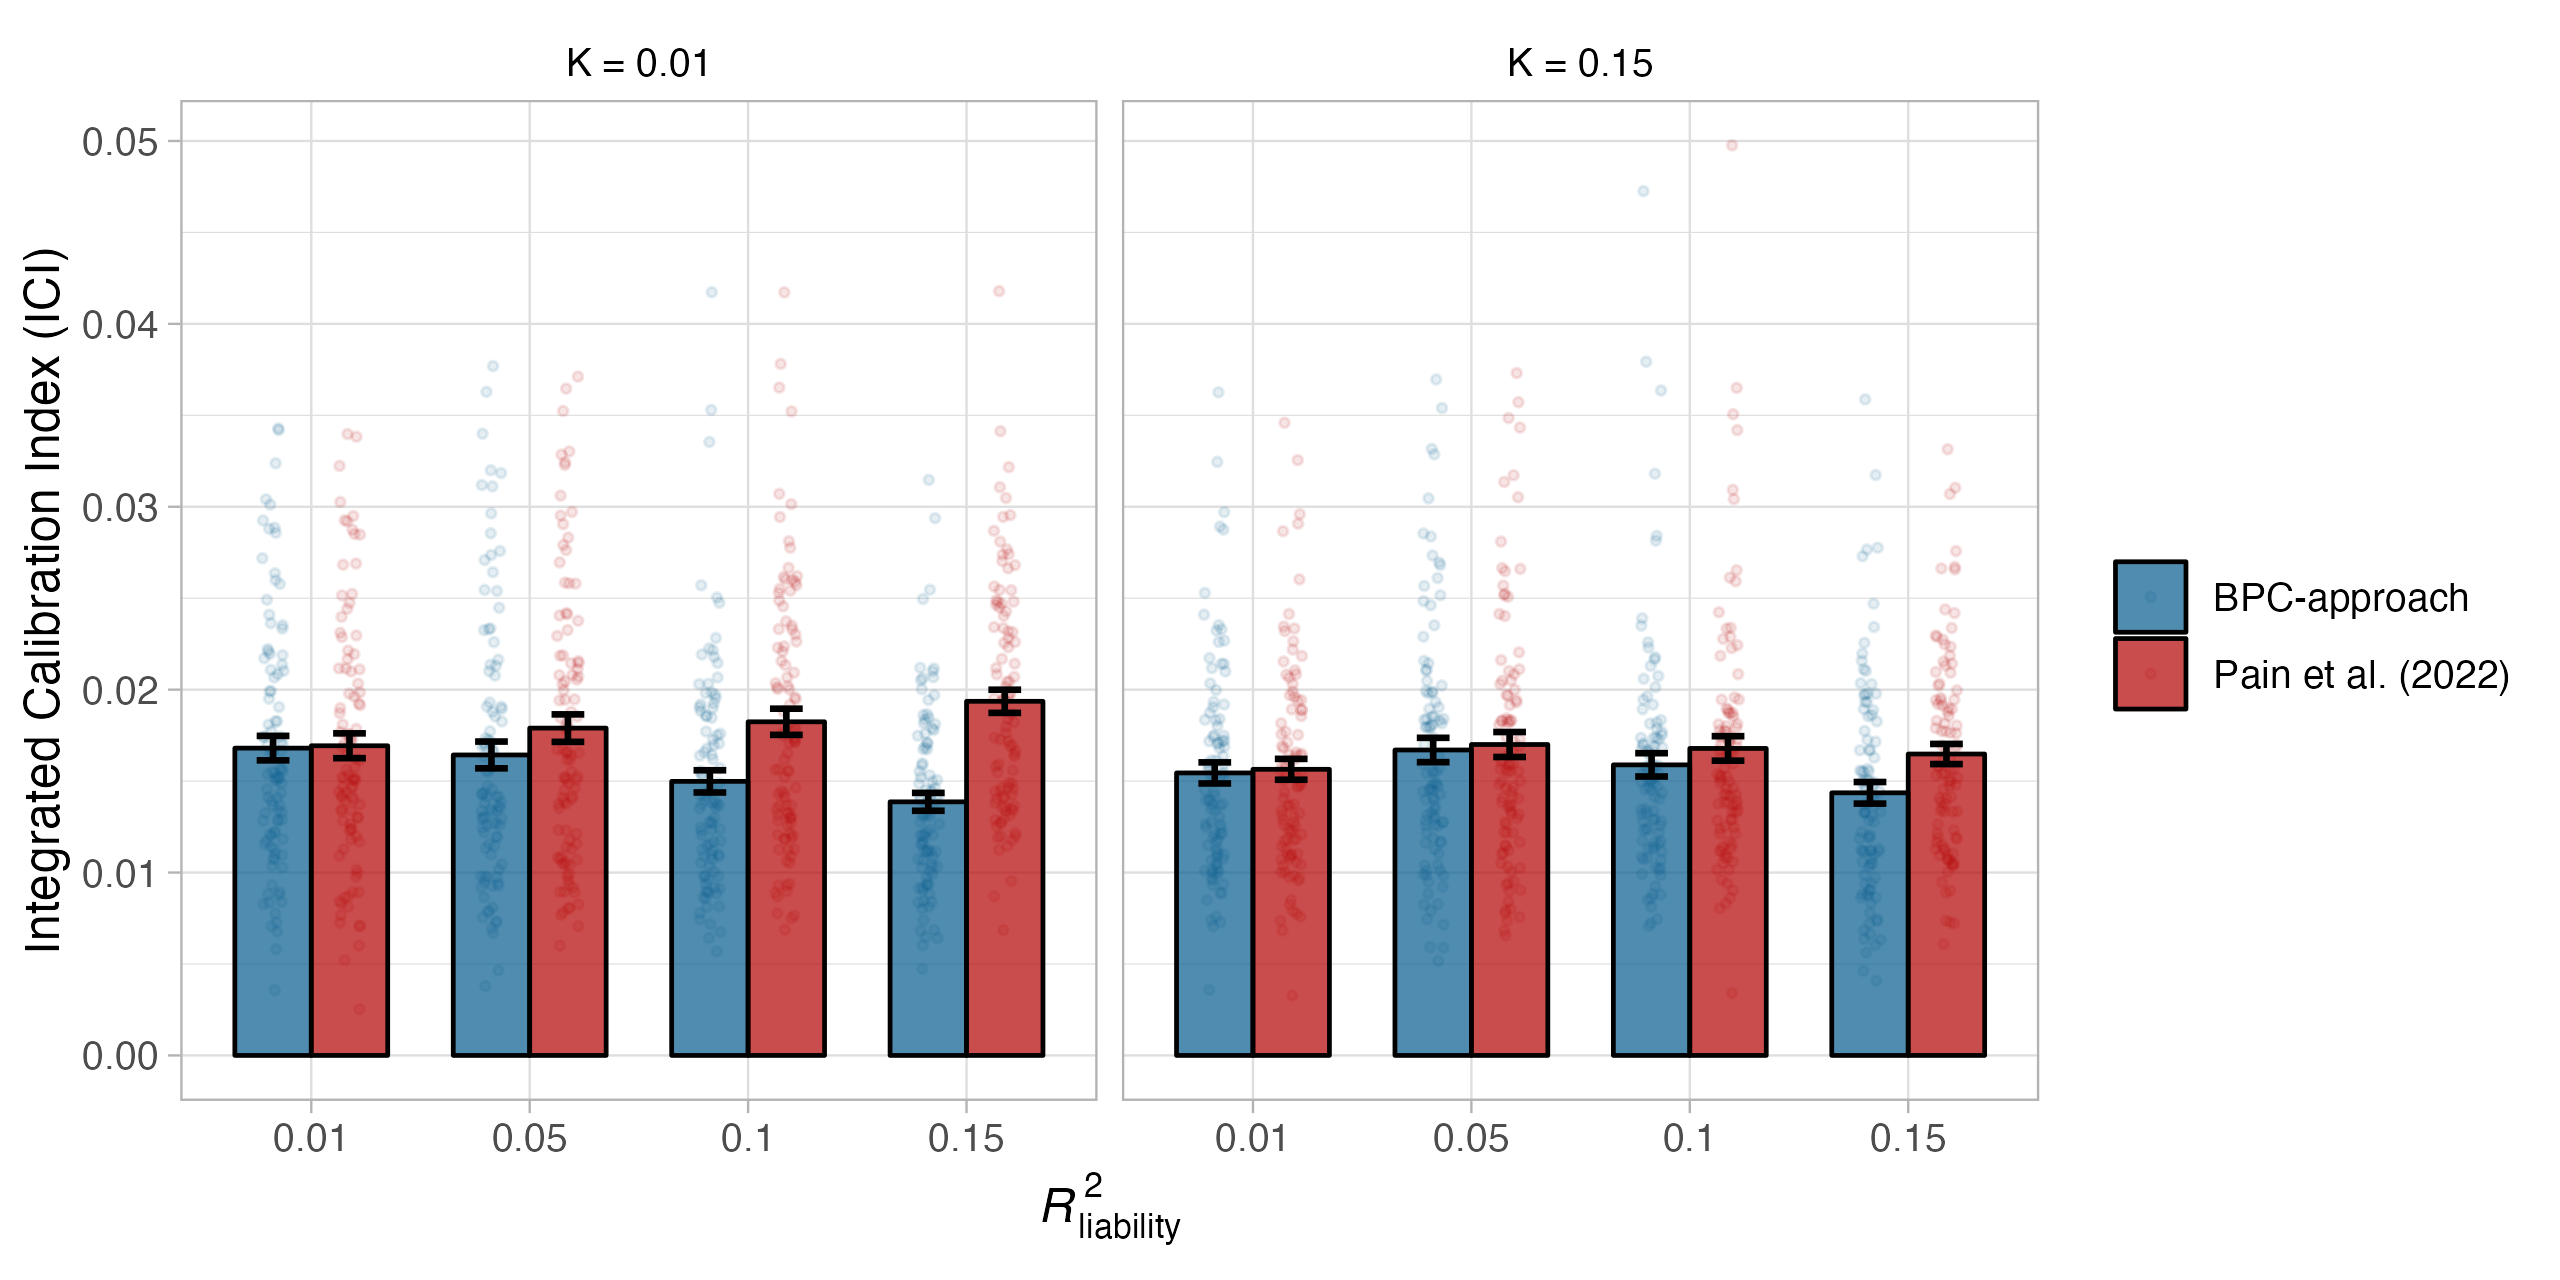 K = 0.01
K = 0.15
Integrated Calibration Index (ICI)
0.05
0.04
0.03
0.02
0.01
0.00
0.01 0.05 0.1 0.15
0.01 0.05 0.1 0.15
R²liability
BPC-approach
Pain et al. (2022)